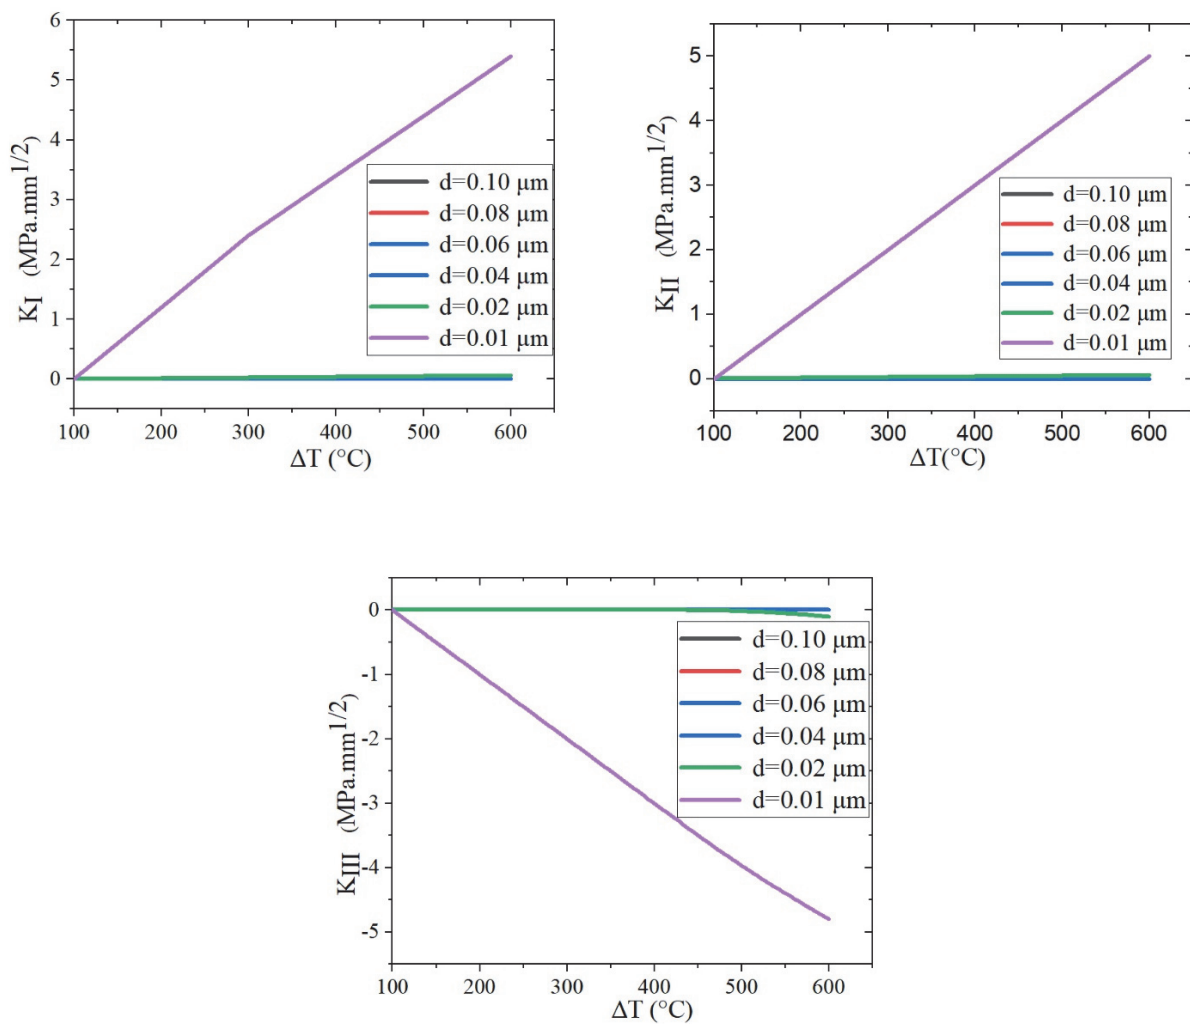 6
5
4
3
2
1
0
K_I (MPa.mm^1/2)
d=0.10 μm
d=0.08 μm
d=0.06 μm
d=0.04 μm
d=0.02 μm
d=0.01 μm
100 200 300 400 500 600
ΔT (°C)
5
4
3
2
1
0
K_II (MPa.mm^1/2)
d=0.10 μm
d=0.08 μm
d=0.06 μm
d=0.04 μm
d=0.02 μm
d=0.01 μm
100 200 300 400 500 600
ΔT(°C)
0
-1
-2
-3
-4
-5
K_III (MPa.mm^1/2)
d=0.10 μm
d=0.08 μm
d=0.06 μm
d=0.04 μm
d=0.02 μm
d=0.01 μm
100 200 300 400 500 600
ΔT (°C)